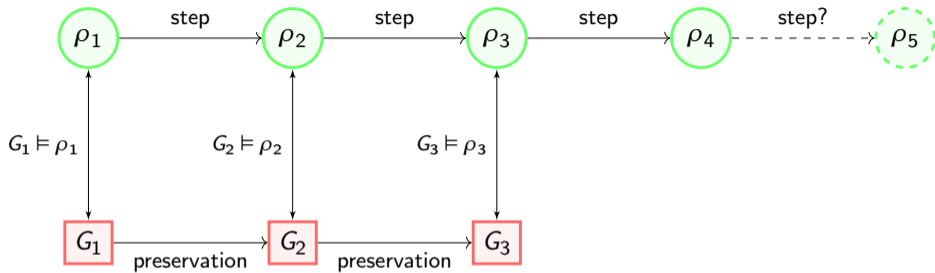 step step step step?
ρ₁ ρ₂ ρ₃ ρ₄ ρ₅
G₁ ⊨ ρ₁ G₂ ⊨ ρ₂ G₃ ⊨ ρ₃
G₁ G₂ G₃
preservation preservation